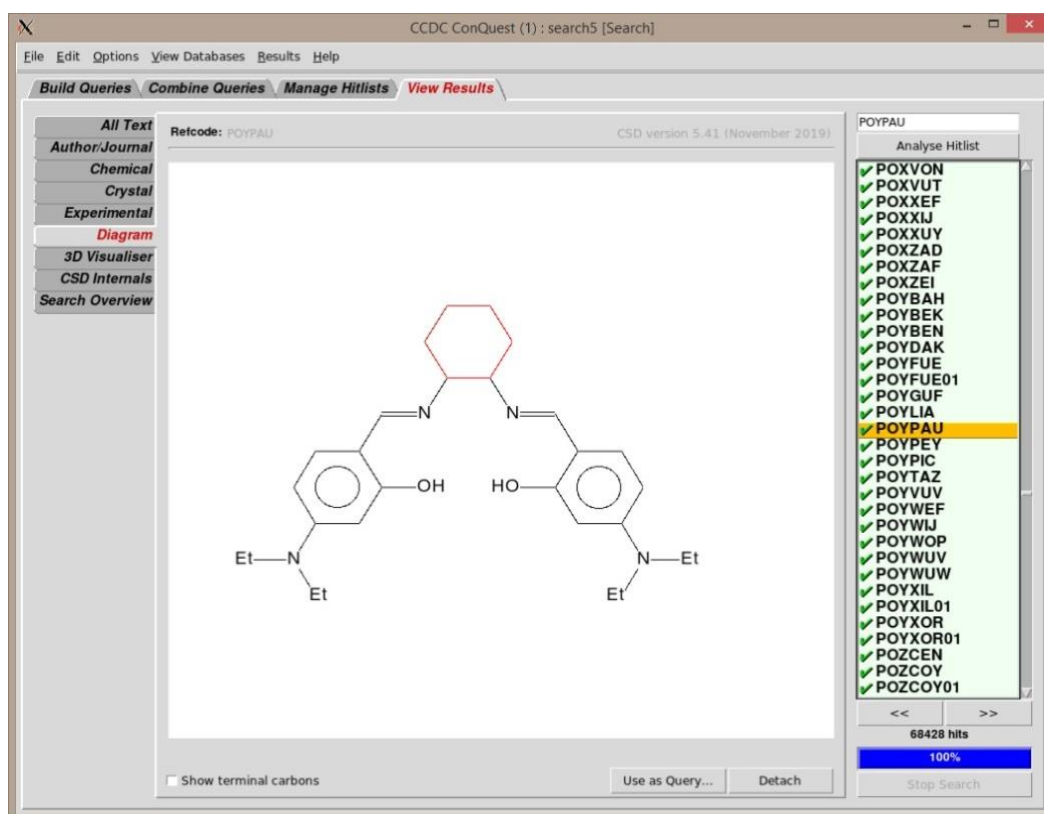 CCDC ConQuest (1) : search5 [Search]
File Edit Options View Databases Results Help
Build Queries Combine Queries Manage Hitlists View Results
All Text
Author/Journal
Chemical
Crystal
Experimental
Diagram
3D Visualiser
CSD Internals
Search Overview
Refcode: POYPAU CSD version 5.41 (November 2019)
N N
OH HO
Et N N Et
Et Et
Show terminal carbons Use as Query... Detach
POYPAU
Analyse Hitlist
POXVON
POXVUT
POXXEF
POXXIJ
POXXUY
POXZAD
POXZAF
POXZEI
POYBAH
POYBEK
POYBEN
POYDAK
POYFUE
POYFUE01
POYGUF
POYLIA
POYPAU
POYPEY
POYPIC
POYTAZ
POYVUV
POYWEF
POYWIJ
POYWOP
POYWUV
POYWUW
POYXIL
POYXIL01
POYXOR
POYXOR01
POZCEN
POZCOY
POZCOY01
<< >>
68428 hits
100%
Stop Search